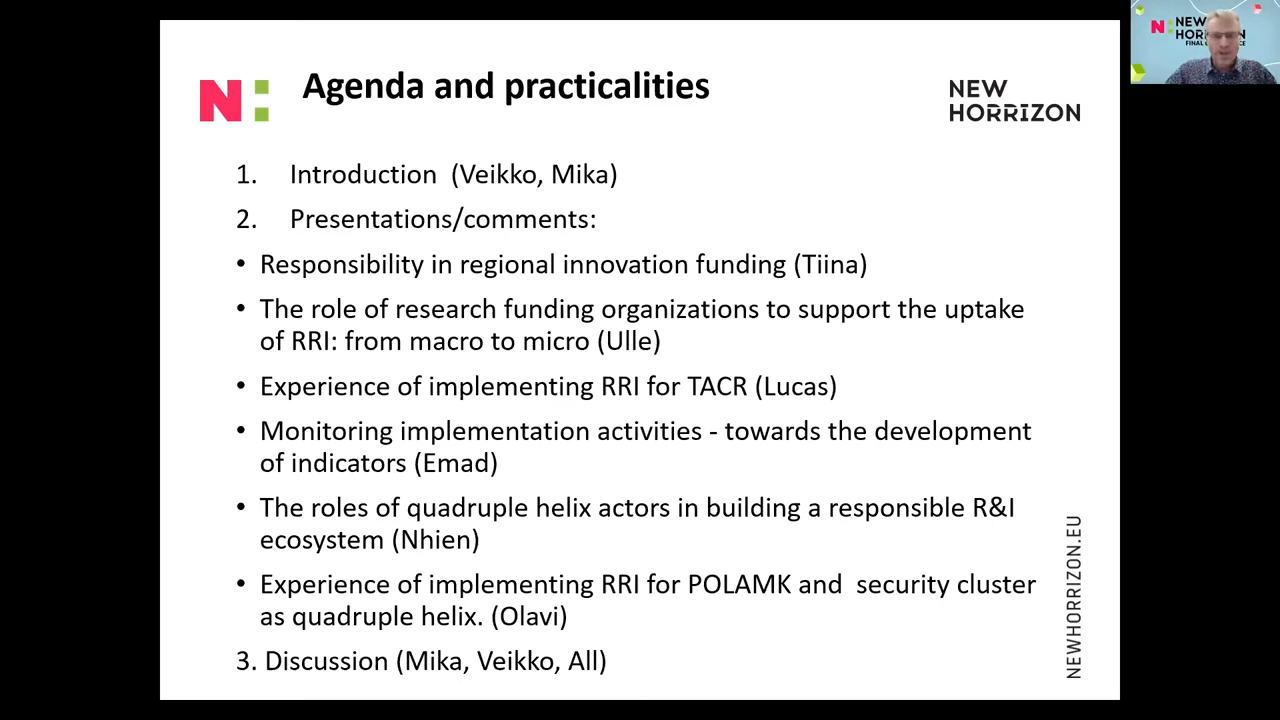 N:
Agenda and practicalities
NEW
HORRIZON
1. Introduction (Veikko, Mika)
2. Presentations/comments:
• Responsibility in regional innovation funding (Tiina)
• The role of research funding organizations to support the uptake
of RRI: from macro to micro (Ulle)
• Experience of implementing RRI for TACR (Lucas)
• Monitoring implementation activities - towards the development
of indicators (Emad)
• The roles of quadruple helix actors in building a responsible R&I
ecosystem (Nhien)
• Experience of implementing RRI for POLAMK and security cluster
as quadruple helix. (Olavi)
3. Discussion (Mika, Veikko, All)
NEWHORRIZON.EU
N:
NEW